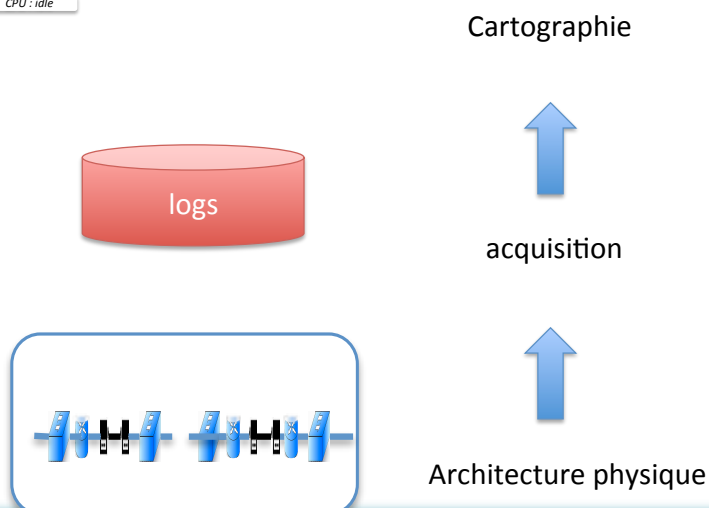 CPU : idle
Cartographie
logs
acquisition
Architecture physique